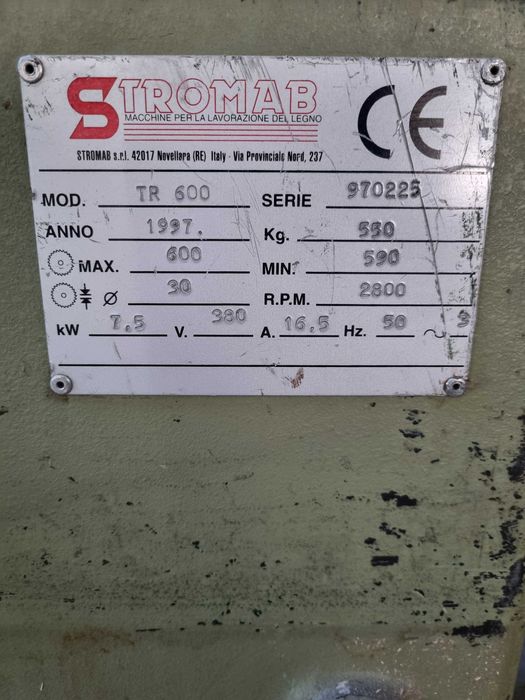 STROMAB
MACCHINE PER LA LAVORAZIONE DEL LEGNO
CE
STROMAB s.r.l. 42017 Novellara (RE) Italy - Via Provinciale Nord, 237
MOD. TR 600 SERIE 970225
ANNO 1997. Kg. 550
MAX. 600 MIN. 590
Ø 30 R.P.M. 2800
kW 7.5 V. 380 A. 16.5 Hz. 50 ~ 3